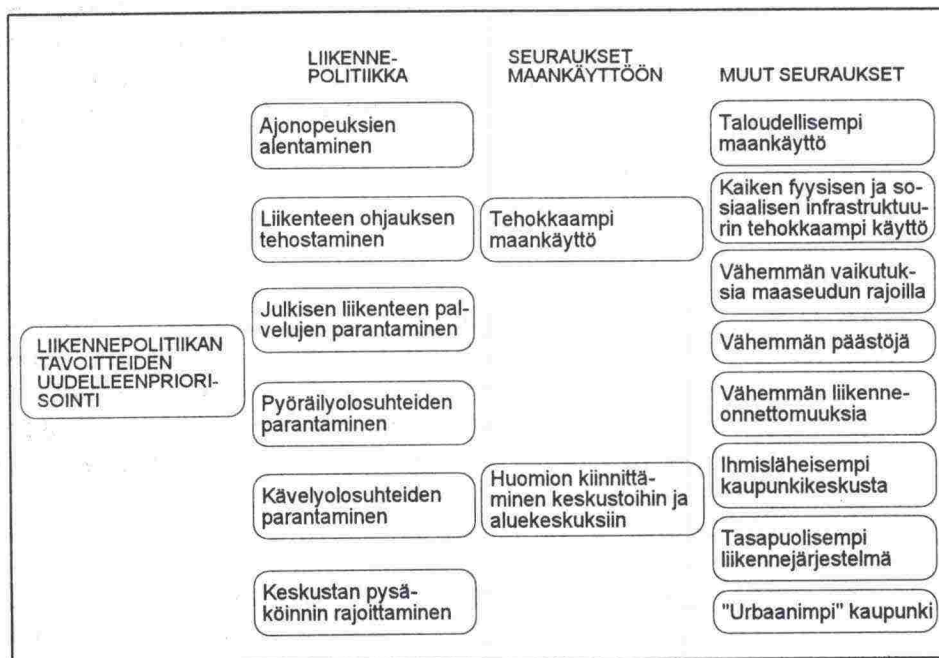 LIIKENNE-
POLITIIKKA
SEURAUKSET
MAANKÄYTTÖÖN
MUUT SEURAUKSET
LIIKENNEPOLITIIKAN
TAVOITTEIDEN
UUDELLEENPRIORI-
SOINTI
Ajonopeuksien
alentaminen
Liikenteen ohjauksen
tehostaminen
Julkisen liikenteen pal-
velujen parantaminen
Pyöräilyolosuhteiden
parantaminen
Kävelyolosuhteiden
parantaminen
Keskustan pysä-
köinnin rajoittaminen
Tehokkaampi
maankäyttö
Huomion kiinnittä-
minen keskustoihin ja
aluekeskuksiin
Taloudellisempi
maankäyttö
Kaiken fyysisen ja so-
siaalisen infrastruktuu-
rin tehokkaampi käyttö
Vähemmän vaikutuk-
sia maaseudun rajoilla
Vähemmän päästöjä
Vähemmän liikenne-
onnettomuuksia
Ihmisläheisempi
kaupunkikeskusta
Tasapuolisempi
liikennejärjestelmä
"Urbaanimpi" kaupunki